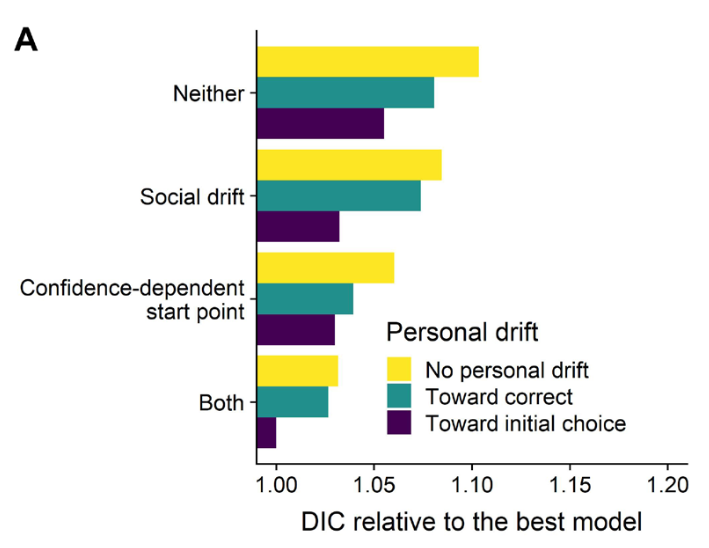 A
Neither
Social drift
Confidence-dependent
start point
Both
Personal drift
No personal drift
Toward correct
Toward initial choice
1.00 1.05 1.10 1.15 1.20
DIC relative to the best model